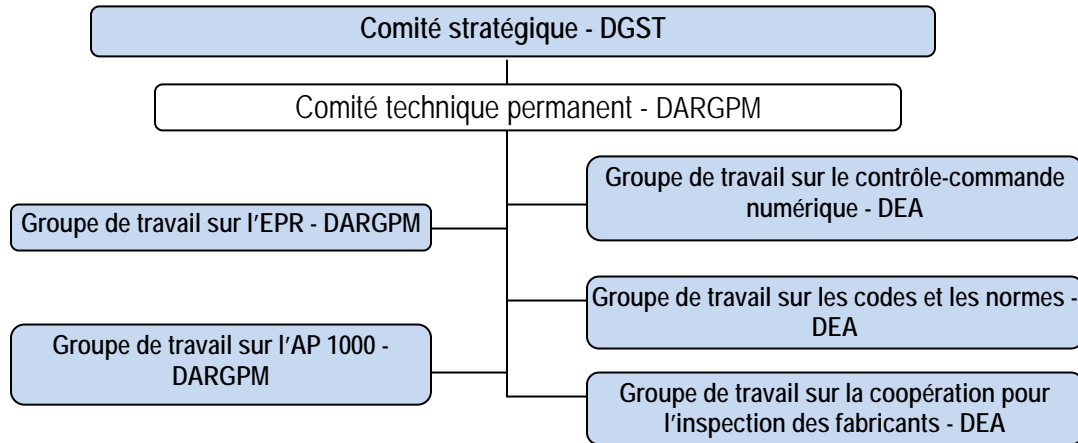 Comité stratégique - DGST
Comité technique permanent - DARGPM
Groupe de travail sur le contrôle-commande
numérique - DEA
Groupe de travail sur l'EPR - DARGPM
Groupe de travail sur les codes et les normes -
DEA
Groupe de travail sur l'AP 1000 -
DARGPM
Groupe de travail sur la coopération pour
l'inspection des fabricants - DEA